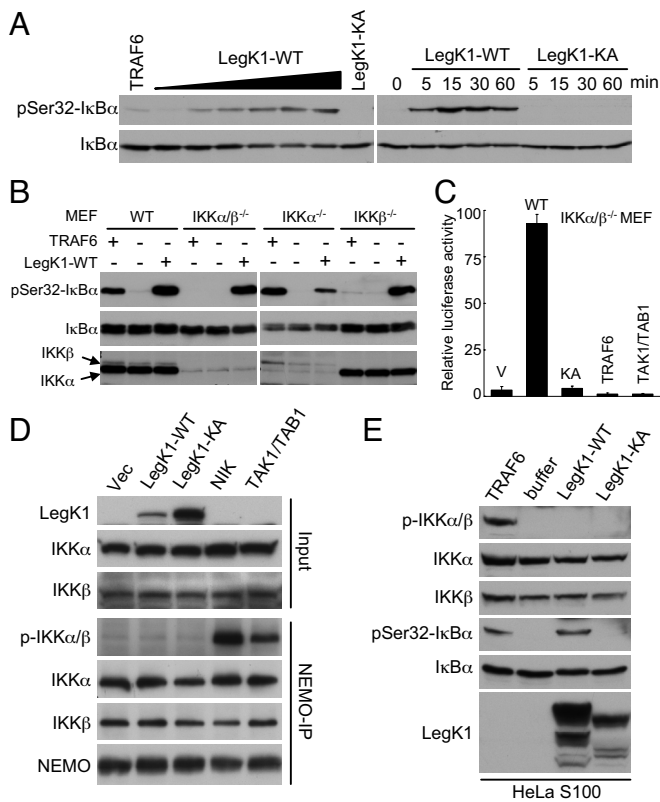 A
TRAF6
LegK1-WT
LegK1-KA
LegK1-WT
LegK1-KA
0 5 15 30 60 5 15 30 60 min
pSer32-IκBα
IκBα
B
MEF WT IKKα/β-/- IKKα-/- IKKβ-/-
TRAF6 + - - + - - + - - + - -
LegK1-WT - - + - - + - - + - - +
pSer32-IκBα
IκBα
IKKβ
IKKα
C
Relative luciferase activity
100
75
50
25
0
WT
IKKα/β-/- MEF
V
KA
TRAF6
TAK1/TAB1
D
Vec
LegK1-WT
LegK1-KA
NIK
TAK1/TAB1
LegK1
IKKα
IKKβ
Input
p-IKKα/β
IKKα
IKKβ
NEMO
NEMO-IP
E
TRAF6
buffer
LegK1-WT
LegK1-KA
p-IKKα/β
IKKα
IKKβ
pSer32-IκBα
IκBα
LegK1
HeLa S100